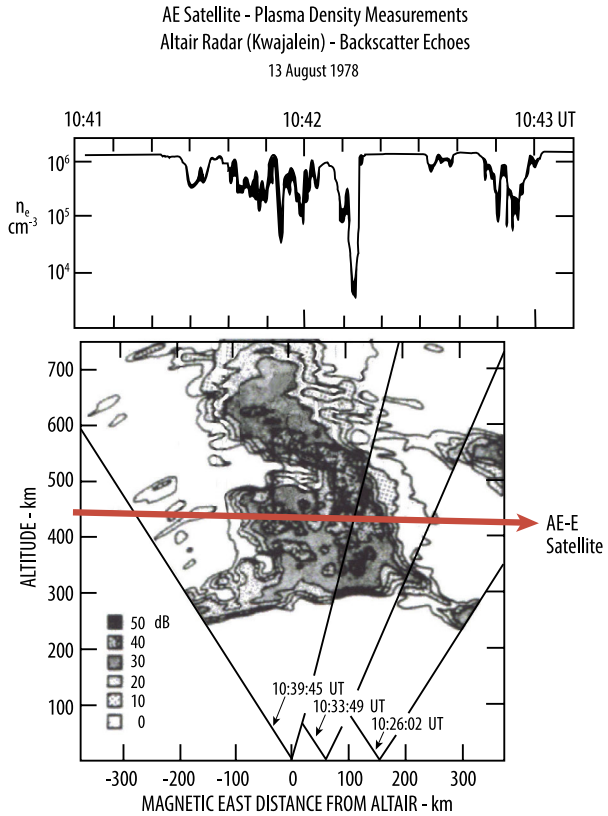 AE Satellite - Plasma Density Measurements
Altair Radar (Kwajalein) - Backscatter Echoes
13 August 1978
10:41 10:42 10:43 UT
10⁶
nₑ
cm⁻³
10⁵
10⁴
700
600
500
400
300
200
100
ALTITUDE - km
AE-E
Satellite
50 dB
40
30
20
10
0
10:39:45 UT
10:33:49 UT
10:26:02 UT
-300 -200 -100 0 100 200 300
MAGNETIC EAST DISTANCE FROM ALTAIR - km